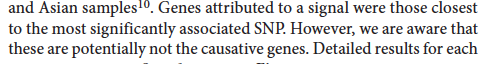 and Asian samples¹⁰. Genes attributed to a signal were those closest
to the most significantly associated SNP. However, we are aware that
these are potentially not the causative genes. Detailed results for each